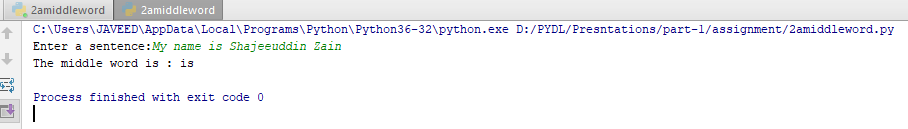 2amiddleword 2amiddleword
C:\Users\JAVEED\AppData\Local\Programs\Python\Python36-32\python.exe D:/PYDL/Presntations/part-1/assignment/2amiddleword.py
Enter a sentence:My name is Shajeeuddin Zain
The middle word is : is
Process finished with exit code 0